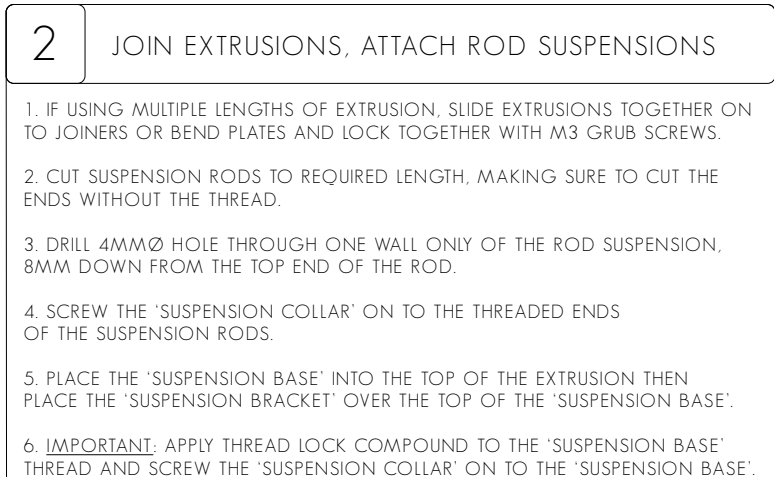 2
JOIN EXTRUSIONS, ATTACH ROD SUSPENSIONS
1. IF USING MULTIPLE LENGTHS OF EXTRUSION, SLIDE EXTRUSIONS TOGETHER ON
TO JOINERS OR BEND PLATES AND LOCK TOGETHER WITH M3 GRUB SCREWS.
2. CUT SUSPENSION RODS TO REQUIRED LENGTH, MAKING SURE TO CUT THE
ENDS WITHOUT THE THREAD.
3. DRILL 4MMØ HOLE THROUGH ONE WALL ONLY OF THE ROD SUSPENSION,
8MM DOWN FROM THE TOP END OF THE ROD.
4. SCREW THE ‘SUSPENSION COLLAR’ ON TO THE THREADED ENDS
OF THE SUSPENSION RODS.
5. PLACE THE ‘SUSPENSION BASE’ INTO THE TOP OF THE EXTRUSION THEN
PLACE THE ‘SUSPENSION BRACKET’ OVER THE TOP OF THE ‘SUSPENSION BASE’.
6. IMPORTANT: APPLY THREAD LOCK COMPOUND TO THE ‘SUSPENSION BASE’
THREAD AND SCREW THE ‘SUSPENSION COLLAR’ ON TO THE ‘SUSPENSION BASE’.